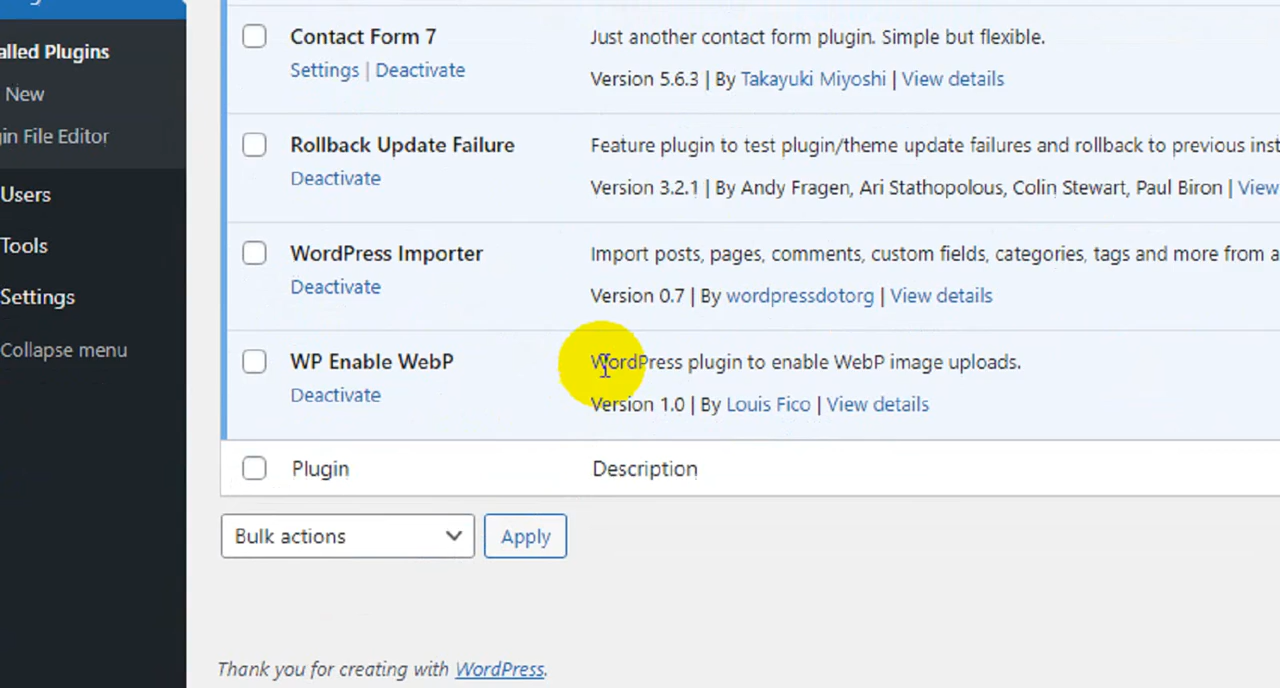 alled Plugins
New
in File Editor
Users
Tools
Settings
Collapse menu
Contact Form 7
Settings | Deactivate
Just another contact form plugin. Simple but flexible.
Version 5.6.3 | By Takayuki Miyoshi | View details
Rollback Update Failure
Deactivate
Feature plugin to test plugin/theme update failures and rollback to previous inst
Version 3.2.1 | By Andy Fragen, Ari Stathopolous, Colin Stewart, Paul Biron | View
WordPress Importer
Deactivate
Import posts, pages, comments, custom fields, categories, tags and more from a
Version 0.7 | By wordpressdotorg | View details
WP Enable WebP
Deactivate
WordPress plugin to enable WebP image uploads.
Version 1.0 | By Louis Fico | View details
Plugin
Description
Bulk actions
Apply
Thank you for creating with WordPress.